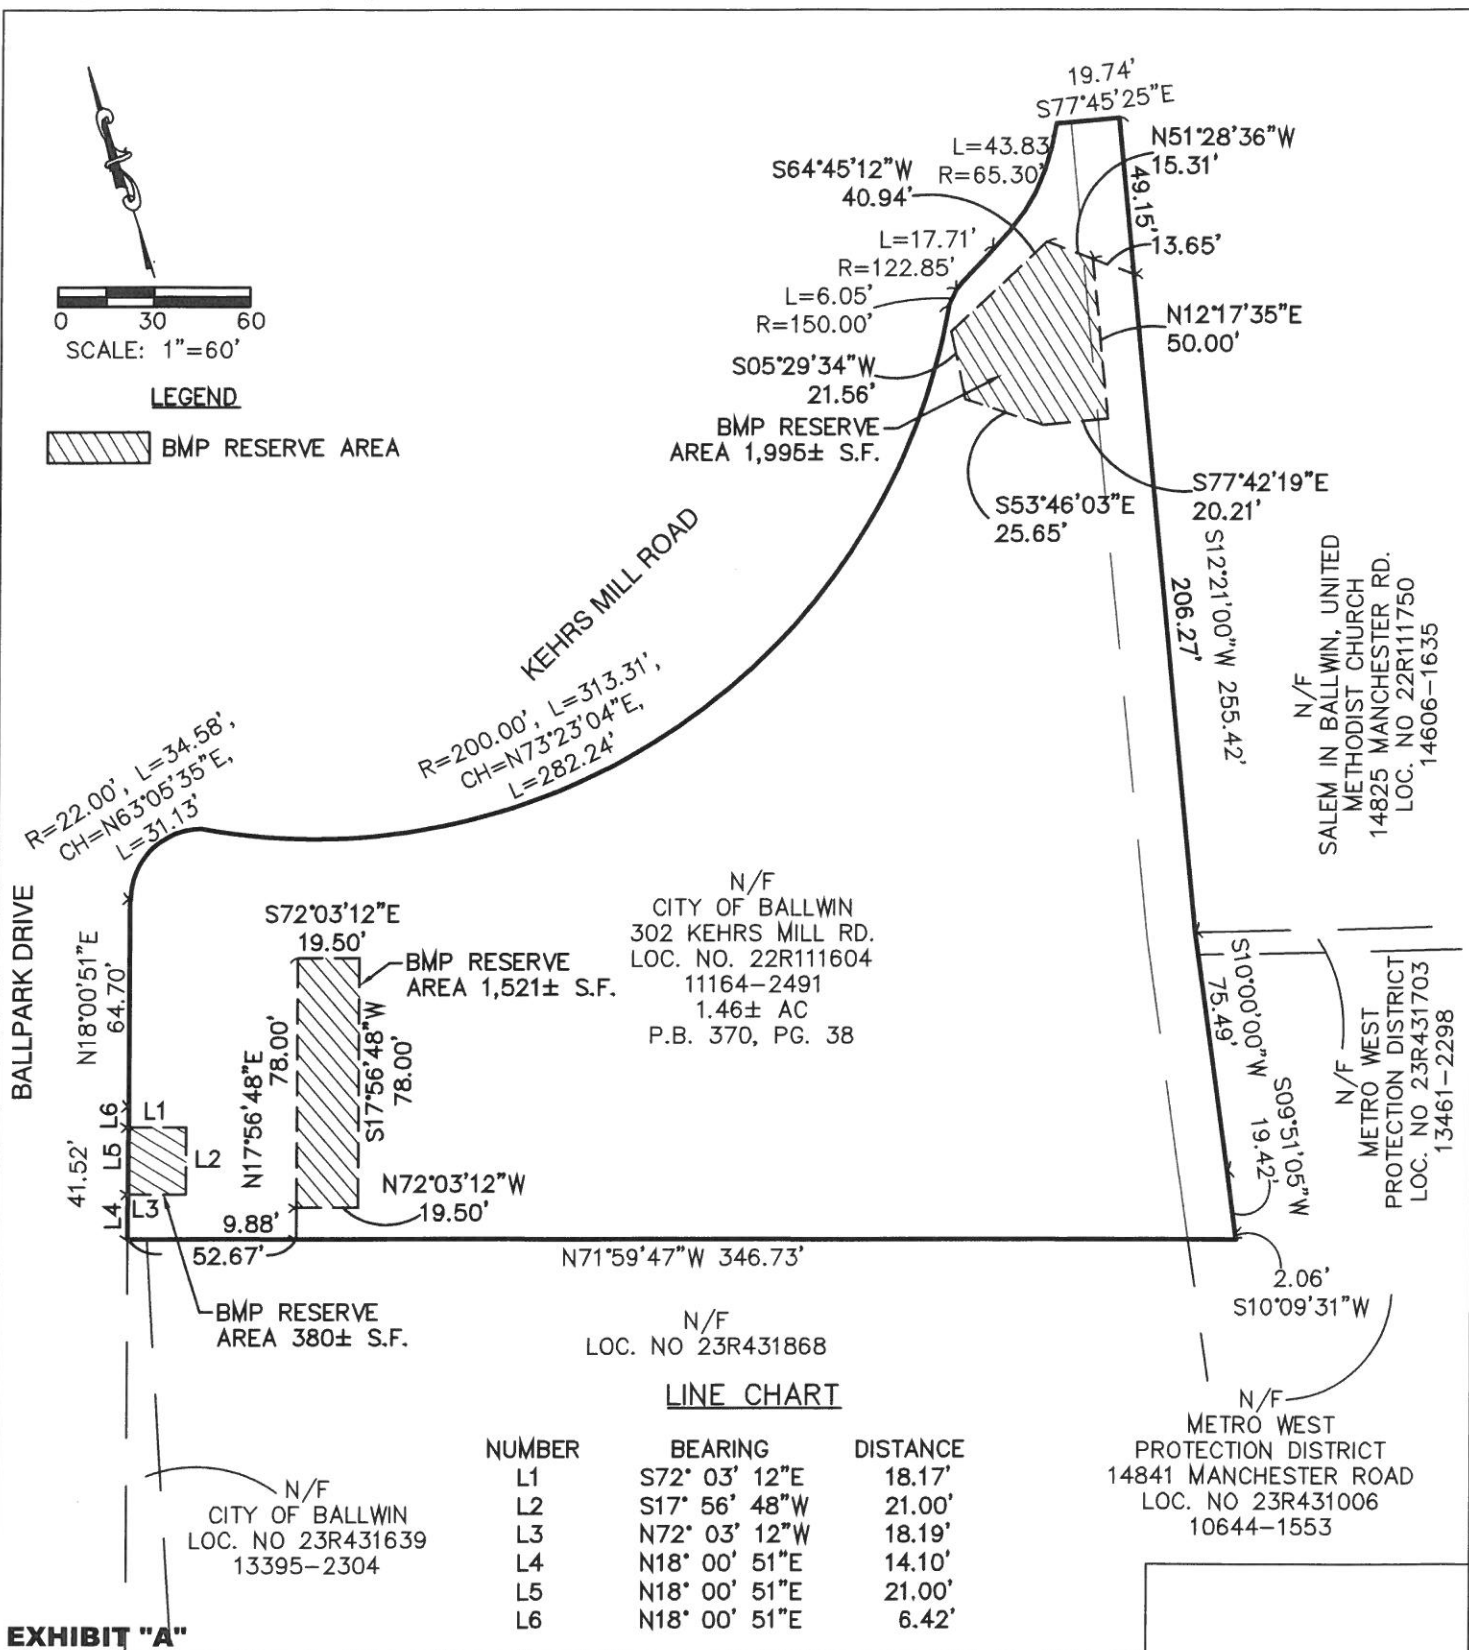 19.74'
S77°45'25"E
L=43.83'
R=65.30'
N51°28'36"W
15.31'
S64°45'12"W
40.94'
49.15'
13.65'
L=17.71'
R=122.85'
L=6.05'
R=150.00'
N12°17'35"E
50.00'
S05°29'34"W
21.56'
BMP RESERVE
AREA 1,995± S.F.
S77°42'19"E
20.21'
S53°46'03"E
25.65'
0 30 60
SCALE: 1"=60'
LEGEND
BMP RESERVE AREA
KEHRS MILL ROAD
R=200.00', L=313.31',
CH=N73°23'04"E,
L=282.24'
R=22.00', L=34.58',
CH=N63°05'35"E,
L=31.13'
206.27'
S12°21'00"W 255.42'
N/F
SALEM IN BALLWIN, UNITED
METHODIST CHURCH
14825 MANCHESTER RD.
LOC. NO 22R111750
14606-1635
BALLPARK DRIVE
N18°00'51"E
64.70'
S72°03'12"E
19.50'
BMP RESERVE
AREA 1,521± S.F.
N17°56'48"E
78.00'
S17°56'48"W
78.00'
N/F
CITY OF BALLWIN
302 KEHRS MILL RD.
LOC. NO. 22R111604
11164-2491
1.46± AC
P.B. 370, PG. 38
S10°00'00"W
75.49'
N/F
METRO WEST
PROTECTION DISTRICT
LOC. NO 23R431703
13461-2298
S09°51'05"W
19.42'
L6 L1
41.52'
L5 L2
L4 L3
N72°03'12"W
19.50'
9.88'
52.67'
N71°59'47"W 346.73'
2.06'
S10°09'31"W
BMP RESERVE
AREA 380± S.F.
N/F
LOC. NO 23R431868
LINE CHART
NUMBER BEARING DISTANCE
L1 S72° 03' 12"E 18.17'
L2 S17° 56' 48"W 21.00'
L3 N72° 03' 12"W 18.19'
L4 N18° 00' 51"E 14.10'
L5 N18° 00' 51"E 21.00'
L6 N18° 00' 51"E 6.42'
N/F
CITY OF BALLWIN
LOC. NO 23R431639
13395-2304
N/F
METRO WEST
PROTECTION DISTRICT
14841 MANCHESTER ROAD
LOC. NO 23R431006
10644-1553
EXHIBIT "A"